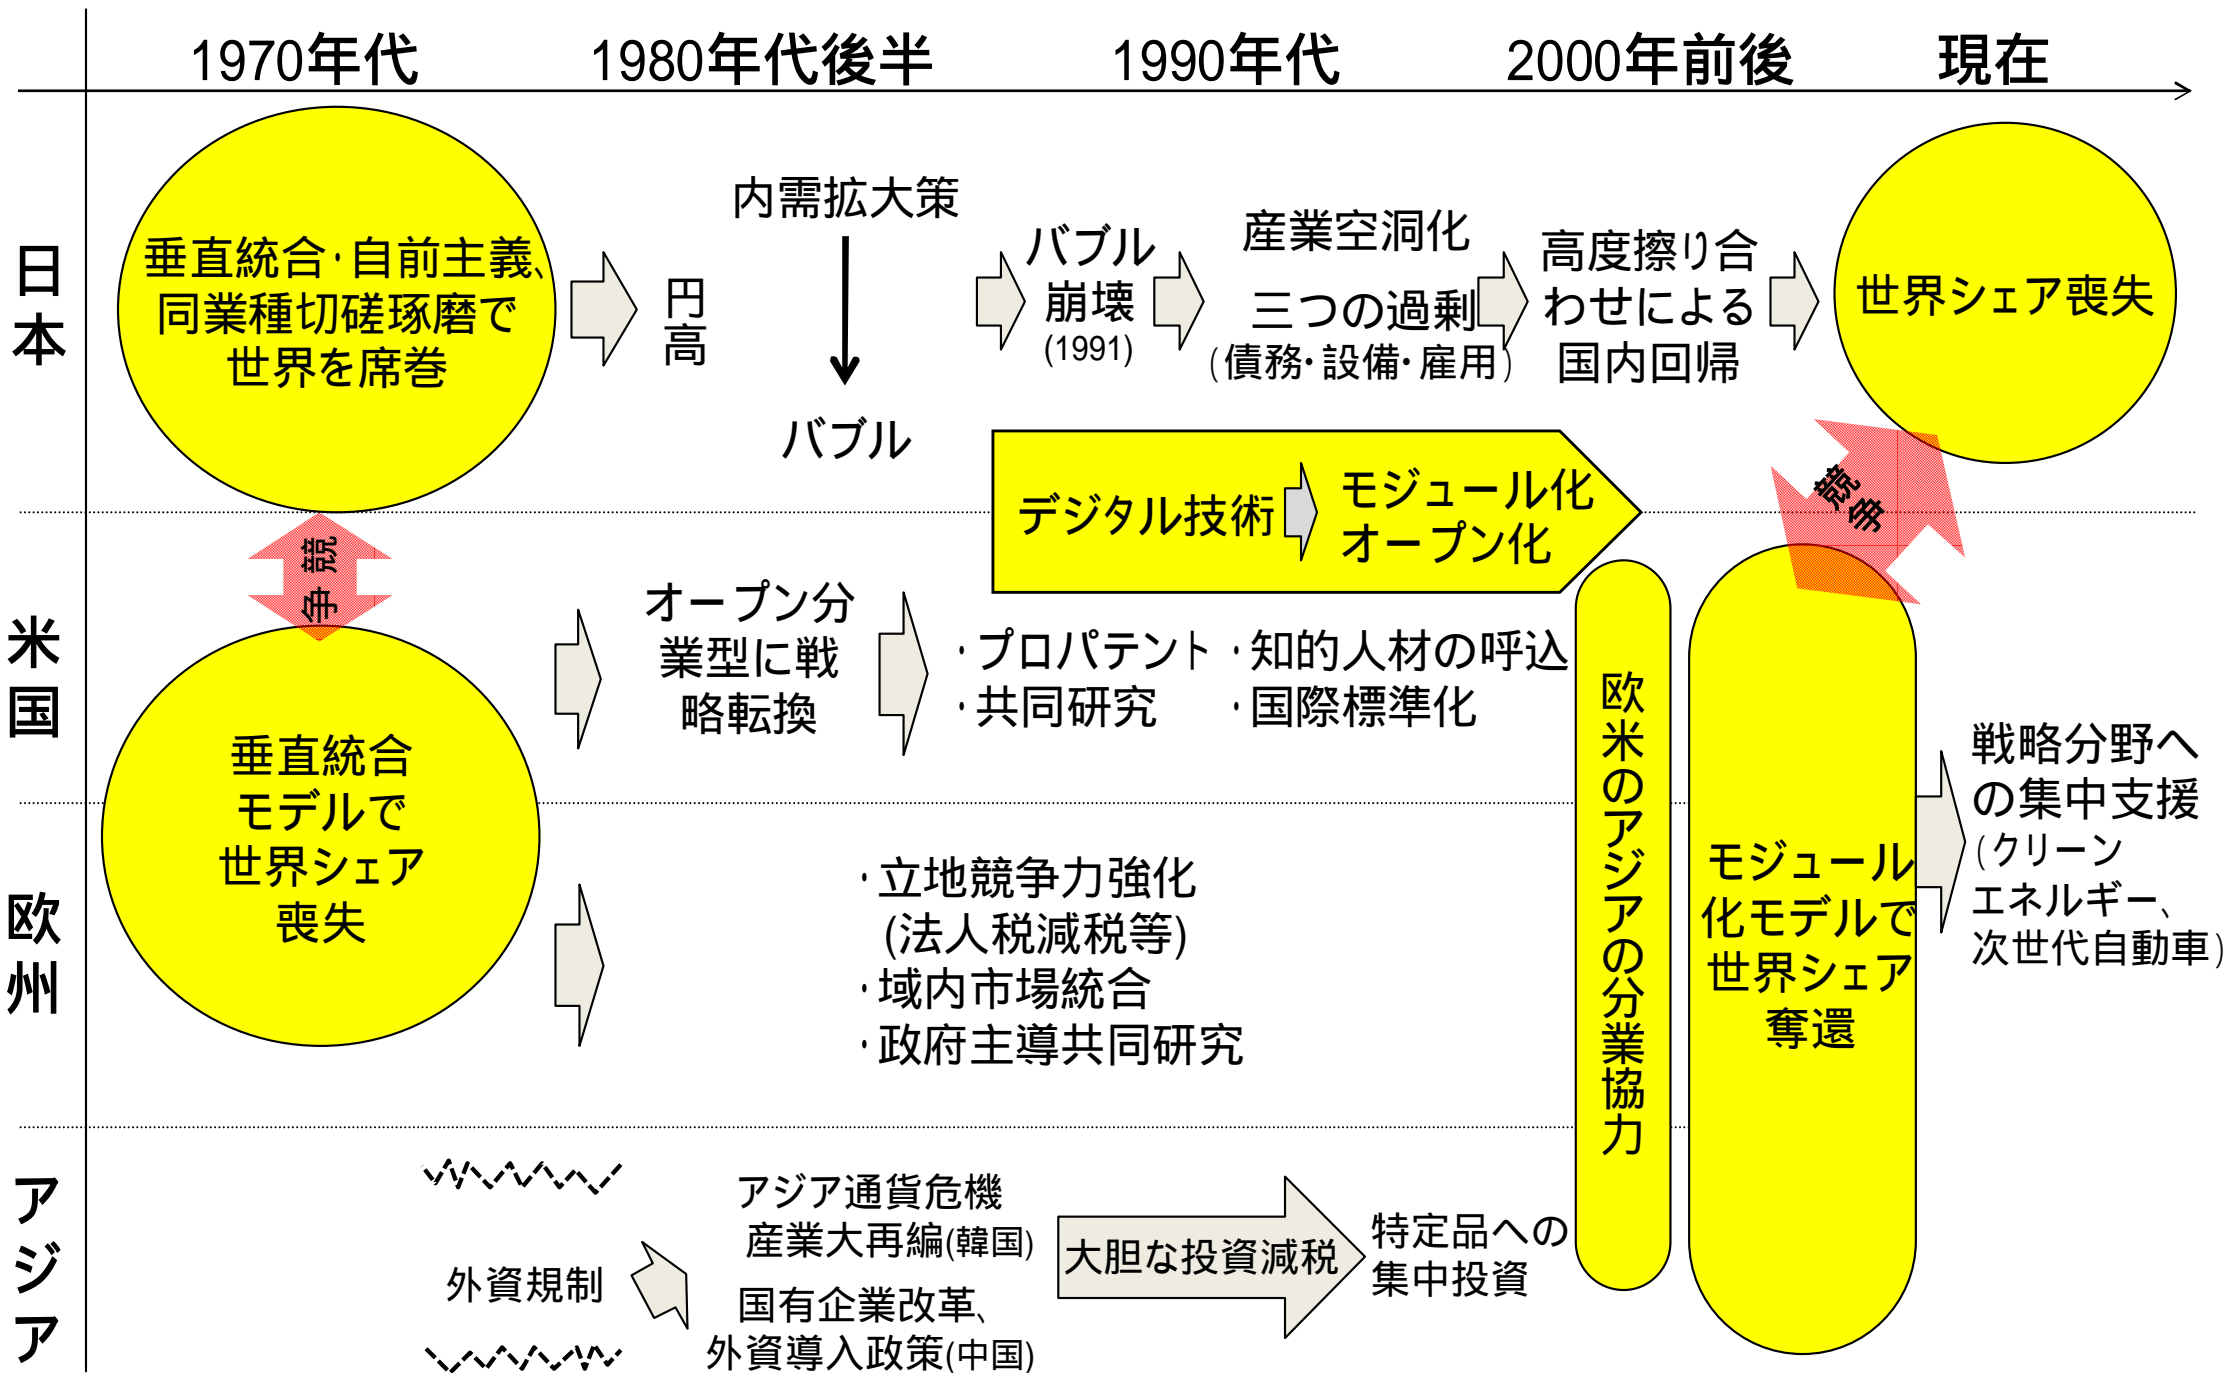 1970年代
1980年代後半
1990年代
2000年前後
現在
日本
垂直統合・自前主義、
同業種切磋琢磨で
世界を席巻
円高
内需拡大策
バブル
バブル
崩壊
(1991)
産業空洞化
三つの過剰
(債務・設備・雇用)
高度擦り合
わせによる
国内回帰
世界シェア喪失
デジタル技術
モジュール化
オープン化
競争
競争
米国
欧州
垂直統合
モデルで
世界シェア
喪失
オープン分
業型に戦
略転換
・プロパテント
・共同研究
・知的人材の呼込
・国際標準化
・立地競争力強化
(法人税減税等)
・域内市場統合
・政府主導共同研究
欧米のアジアの分業協力
モジュール
化モデルで
世界シェア
奪還
戦略分野へ
の集中支援
(クリーン
エネルギー、
次世代自動車)
アジア
外資規制
アジア通貨危機
産業大再編(韓国)
国有企業改革、
外資導入政策(中国)
大胆な投資減税
特定品への
集中投資